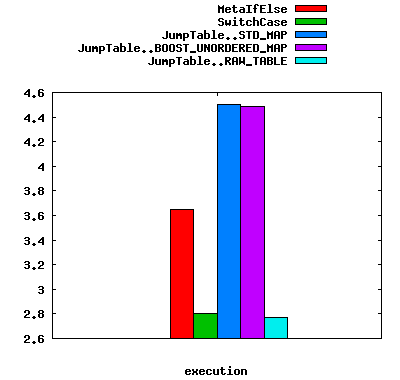 MetaIfElse
SwitchCase
JumpTable..STD_MAP
JumpTable..BOOST_UNORDERED_MAP
JumpTable..RAW_TABLE
4.6
4.4
4.2
4
3.8
3.6
3.4
3.2
3
2.8
2.6
execution